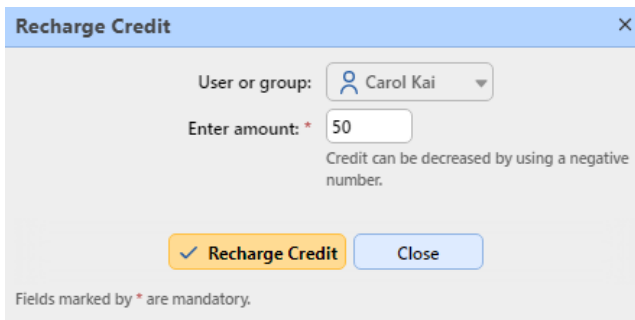 Recharge Credit
User or group: Carol Kai
Enter amount: * 50
Credit can be decreased by using a negative
number.
Recharge Credit Close
Fields marked by * are mandatory.